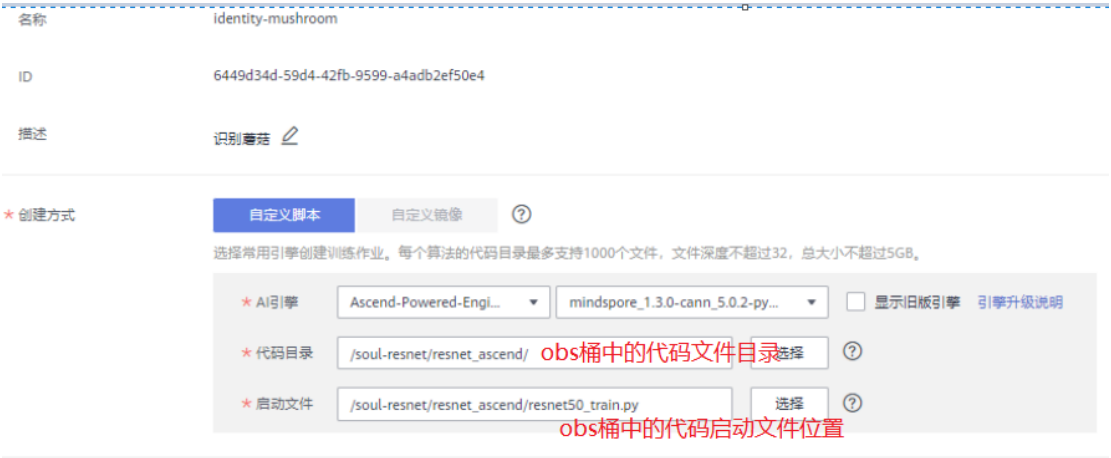 名称 identity-mushroom
ID 6449d34d-59d4-42fb-9599-a4adb2ef50e4
描述 识别蘑菇
* 创建方式 自定义脚本 自定义镜像 ?
选择常用引擎创建训练作业。每个算法的代码目录最多支持1000个文件，文件深度不超过32，总大小不超过5GB。
* AI引擎 Ascend-Powered-Engi... mindspore_1.3.0-cann_5.0.2-py... 显示旧版引擎 引擎升级说明
* 代码目录 /soul-resnet/resnet_ascend/ obs桶中的代码文件目录 选择 ?
* 启动文件 /soul-resnet/resnet_ascend/resnet50_train.py 选择 ?
obs桶中的代码启动文件位置